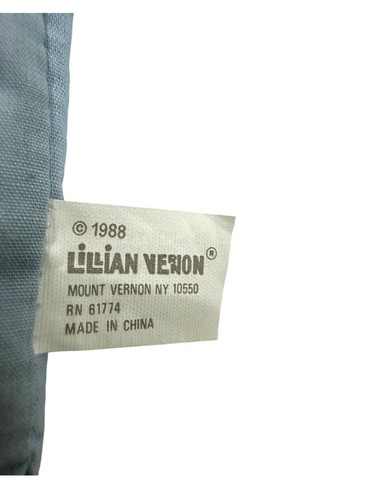 © 1988
LILLIAN VERNON ®
MOUNT VERNON NY 10550
RN 61774
MADE IN CHINA